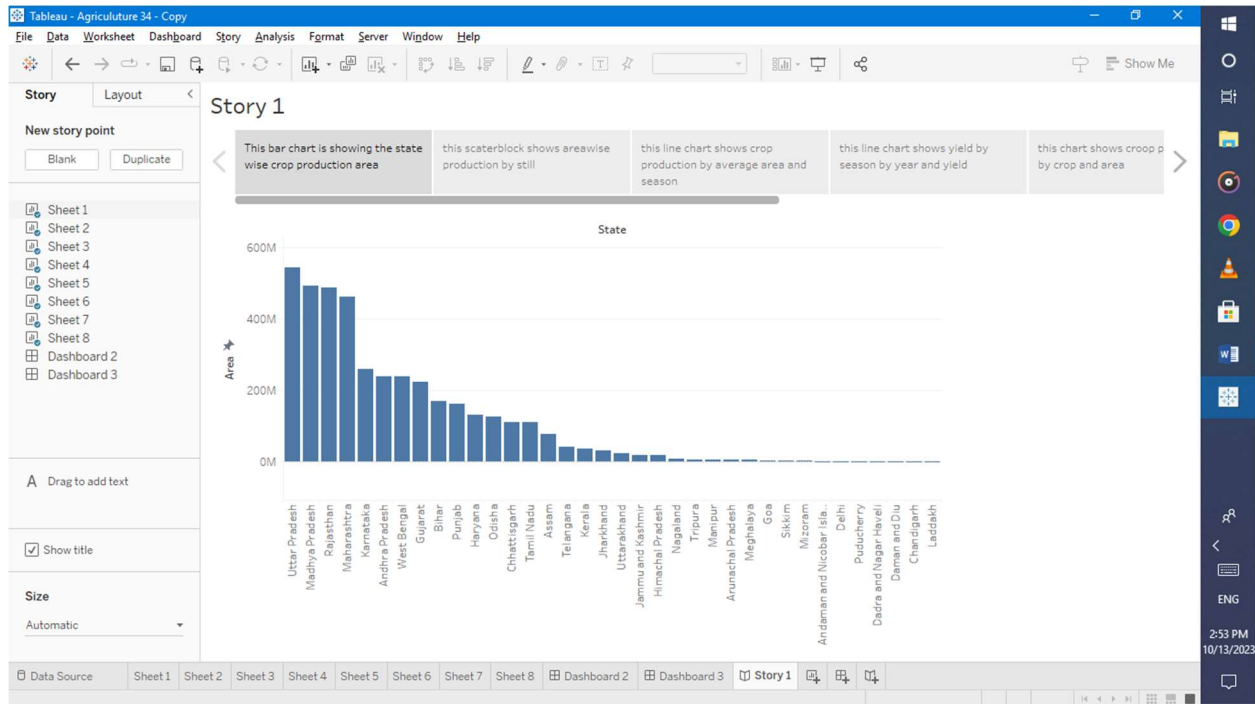 Tableau - Agriculuture 34 - Copy
File Data Worksheet Dashboard Story Analysis Format Server Window Help
Show Me
Story Layout
New story point
Blank Duplicate
Sheet 1
Sheet 2
Sheet 3
Sheet 4
Sheet 5
Sheet 6
Sheet 7
Sheet 8
Dashboard 2
Dashboard 3
A Drag to add text
Show title
Size
Automatic
Story 1
This bar chart is showing the state
wise crop production area
this scaterblock shows areawise
production by still
this line chart shows crop
production by average area and
season
this line chart shows yield by
season by year and yield
this chart shows croop p
by crop and area
State
600M
400M
200M
0M
Area
Uttar Pradesh
Madhya Pradesh
Rajasthan
Maharashtra
Karnataka
Andhra Pradesh
West Bengal
Gujarat
Bihar
Punjab
Haryana
Odisha
Chhattisgarh
Tamil Nadu
Assam
Telangana
Kerala
Jharkhand
Uttarakhand
Jammu and Kashmir
Himachal Pradesh
Nagaland
Tripura
Manipur
Arunachal Pradesh
Meghalaya
Goa
Sikkim
Mizoram
Andaman and Nicobar Isla..
Delhi
Puducherry
Dadra and Nagar Haveli
Daman and Diu
Chandigarh
Laddakh
Data Source Sheet 1 Sheet 2 Sheet 3 Sheet 4 Sheet 5 Sheet 6 Sheet 7 Sheet 8 Dashboard 2 Dashboard 3 Story 1
W
ENG
2:53 PM
10/13/2023